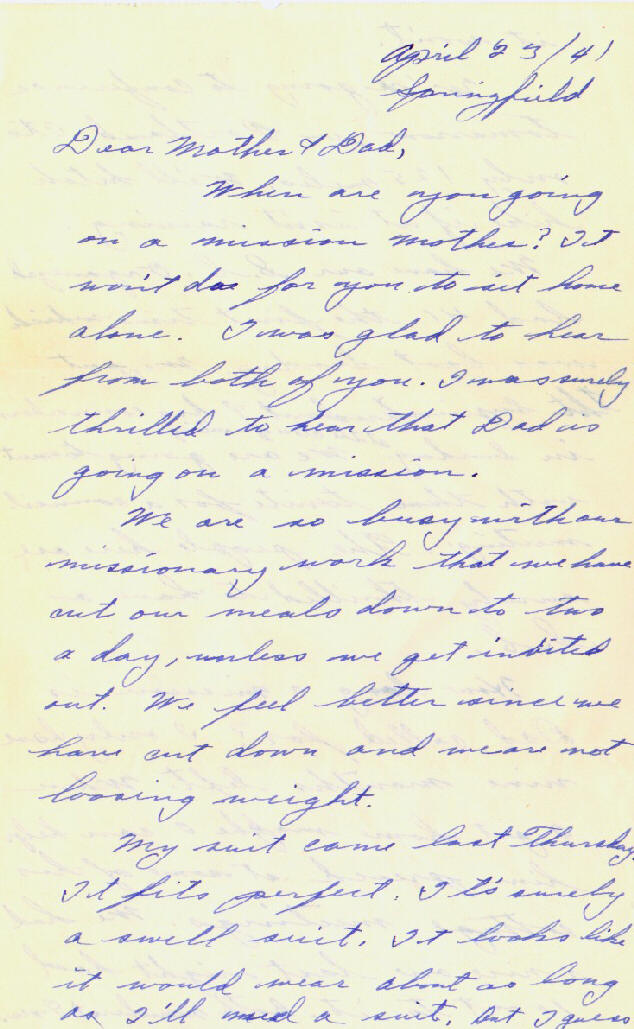 April 23/41
Springfield
Dear Mother & Dad,
When are you going
on a mission mother? It
won't do for you to sit home
alone. I was glad to hear
from both of you. I was surely
thrilled to hear that Dad is
going on a mission.
We are so busy with our
missionary work that we have
cut our meals down to two
a day, unless we get invited
out. We feel better since we
have cut down and we are not
loosing weight.
My suit came last Thursday.
It fits perfect. It's surely
a swell suit. It looks like
it would wear about as long
as I'll need a suit, but I guess